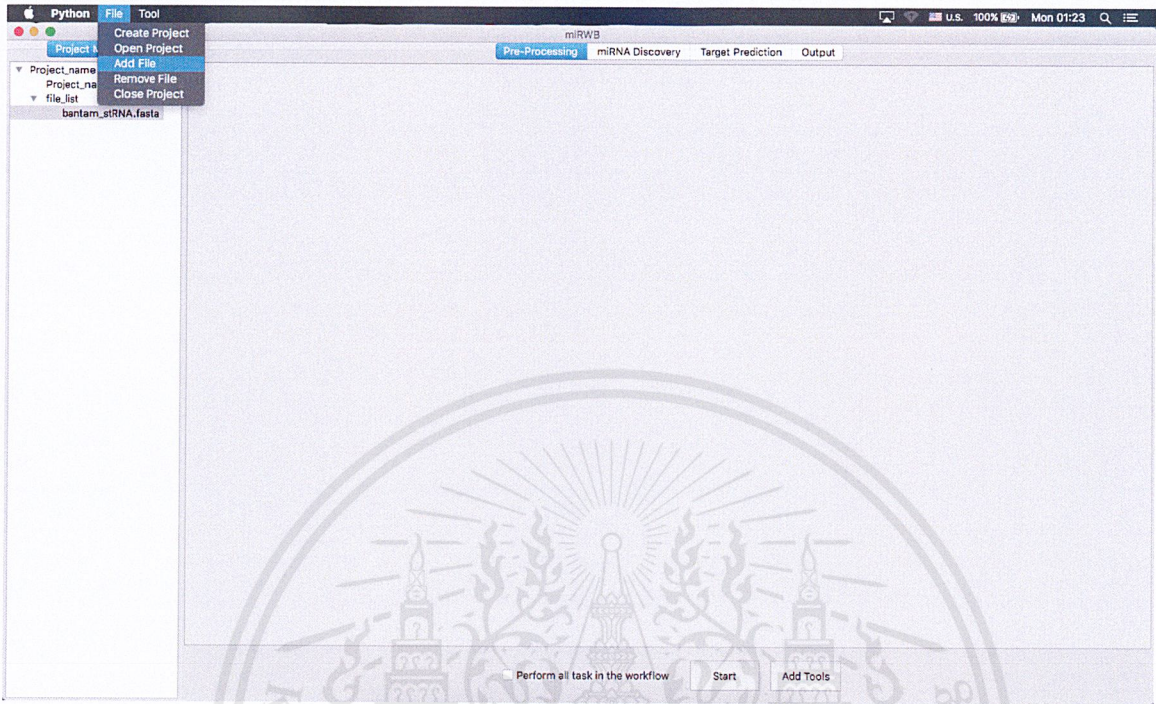 Python File Tool U.S. 100% Mon 01:23
miRWB
Create Project
Open Project
Add File
Remove File
Close Project
Project M
Pre-Processing miRNA Discovery Target Prediction Output
Project_name
Project_na
file_list
bantam_stRNA.fasta
Perform all task in the workflow Start Add Tools